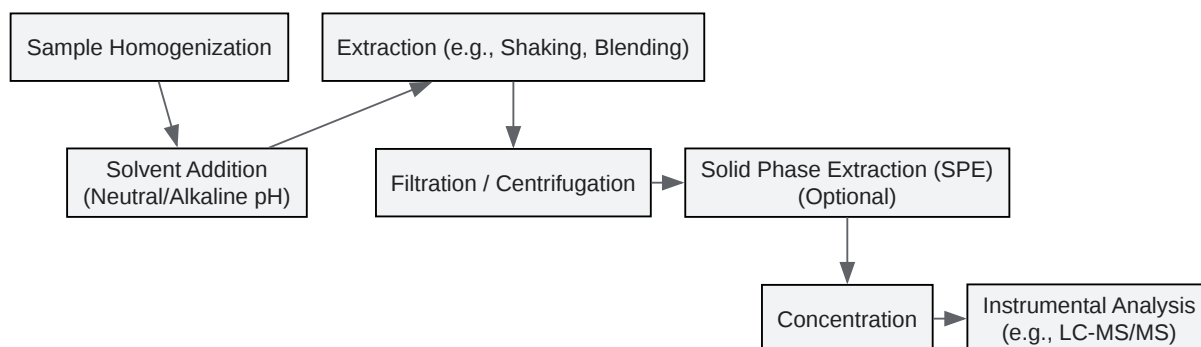 Sample Homogenization
Solvent Addition
(Neutral/Alkaline pH)
Extraction (e.g., Shaking, Blending)
Filtration / Centrifugation
Solid Phase Extraction (SPE)
(Optional)
Concentration
Instrumental Analysis
(e.g., LC-MS/MS)